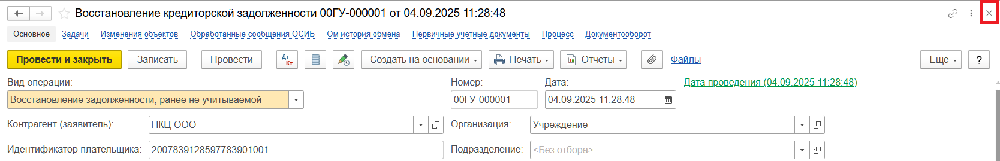 Восстановление кредиторской задолженности 00ГУ-000001 от 04.09.2025 11:28:48
Основное Задачи Изменения объектов Обработанные сообщения ОСИБ Ом история обмена Первичные учетные документы Процесс Документооборот
Провести и закрыть Записать Провести Дт Кт Создать на основании Печать Отчеты Файлы Еще ?
Вид операции: Номер: Дата: Дата проведения (04.09.2025 11:28:48)
Восстановление задолженности, ранее не учитываемой 00ГУ-000001 04.09.2025 11:28:48
Контрагент (заявитель): ПКЦ ООО Организация: Учреждение
Идентификатор плательщика: 2007839128597783901001 Подразделение: <Без отбора>